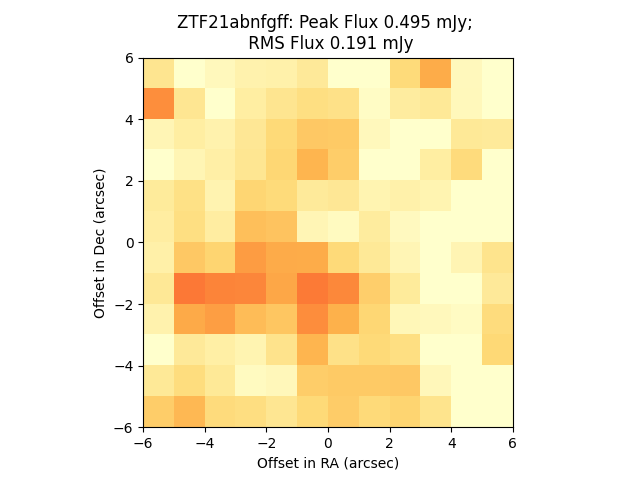 ZTF21abnfgff: Peak Flux 0.495 mJy;
RMS Flux 0.191 mJy
6
4
2
0
−2
−4
−6
Offset in Dec (arcsec)
−6 −4 −2 0 2 4 6
Offset in RA (arcsec)